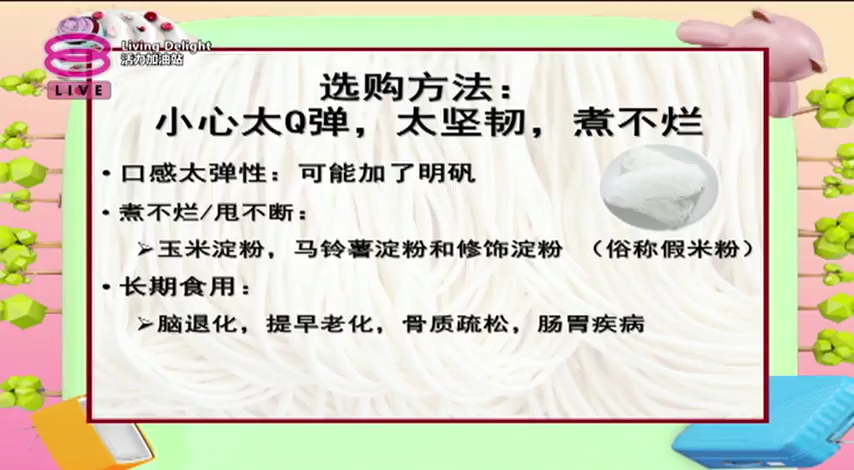 Living Delight
活力加油站
LIVE
选购方法：
小心太Q弹，太坚韧，煮不烂
• 口感太弹性：可能加了明矾
• 煮不烂/甩不断：
➢玉米淀粉，马铃薯淀粉和修饰淀粉 （俗称假米粉）
• 长期食用：
➢脑退化，提早老化，骨质疏松，肠胃疾病